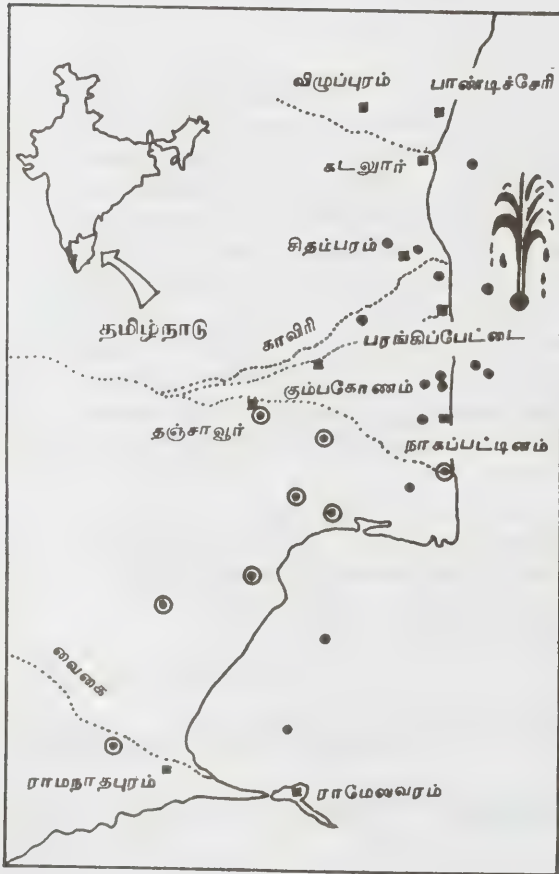 விழுப்புரம்
பாண்டிச்சேரி
கடலூர்
சிதம்பரம்
தமிழ்நாடு
காவிரி
பரங்கிப்பேட்டை
கும்பகோணம்
தஞ்சாவூர்
நாகப்பட்டினம்
வைகை
ராமநாதபுரம்
ராமேஸ்வரம்